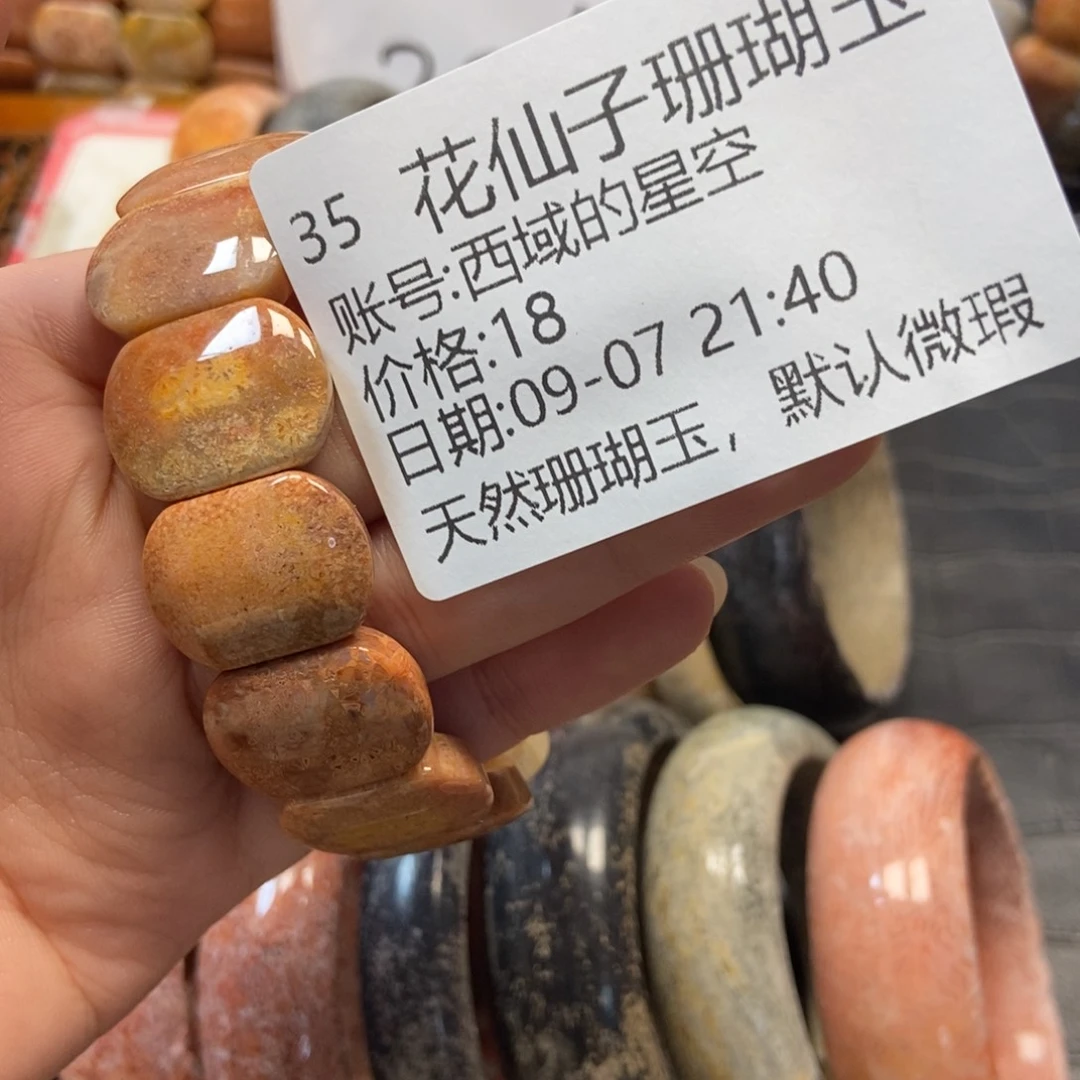 35 花仙子珊瑚玉
账号:西域的星空
价格:18
日期:09-07 21:40
天然珊瑚玉，默认微瑕